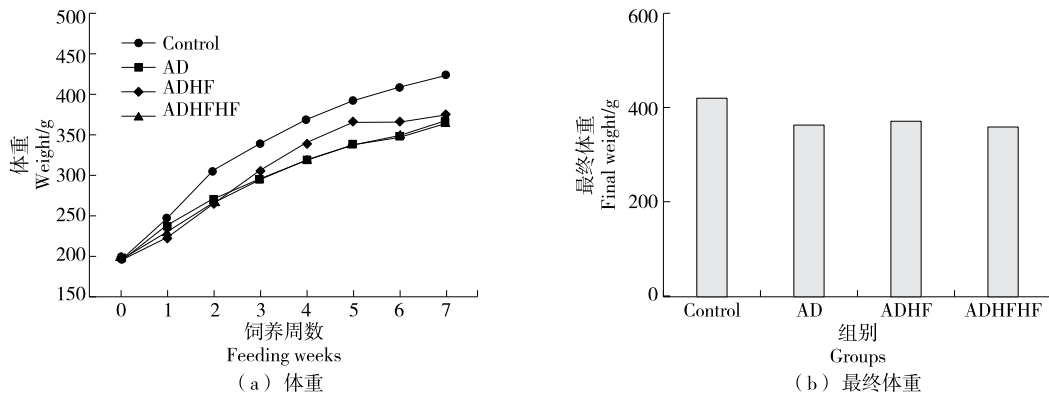 500
450
400
350
300
250
200
150
体重
Weight/g
Control
AD
ADHF
ADHFHF
0 1 2 3 4 5 6 7
饲养周数
Feeding weeks
（a）体重
600
400
200
0
最终体重
Final weight/g
Control AD ADHF ADHFHF
组别
Groups
（b）最终体重